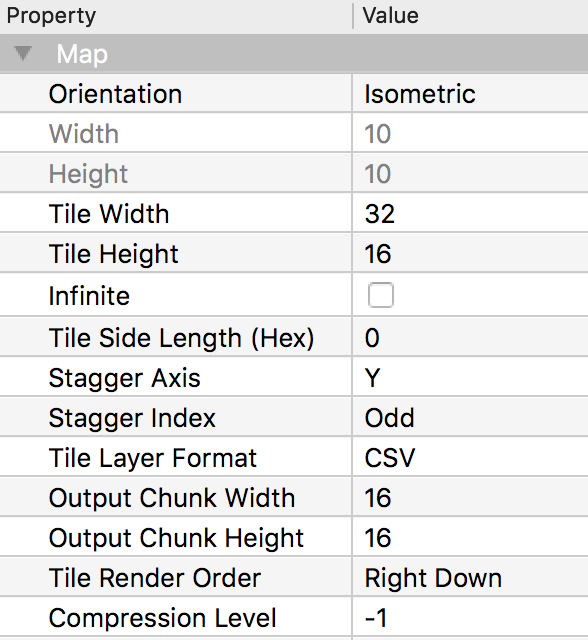 Property Value
Map
Orientation Isometric
Width 10
Height 10
Tile Width 32
Tile Height 16
Infinite
Tile Side Length (Hex) 0
Stagger Axis Y
Stagger Index Odd
Tile Layer Format CSV
Output Chunk Width 16
Output Chunk Height 16
Tile Render Order Right Down
Compression Level -1